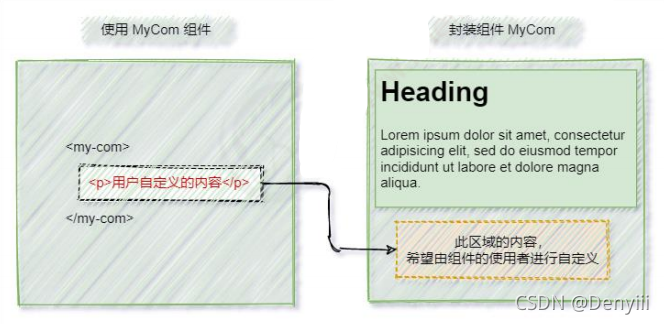 使用 MyCom 组件
<my-com>
<p>用户自定义的内容</p>
</my-com>
封装组件 MyCom
Heading
Lorem ipsum dolor sit amet, consectetur
adipisicing elit, sed do eiusmod tempor
incididunt ut labore et dolore magna
aliqua.
此区域的内容，
希望由组件的使用者进行自定义
CSDN @Denyili